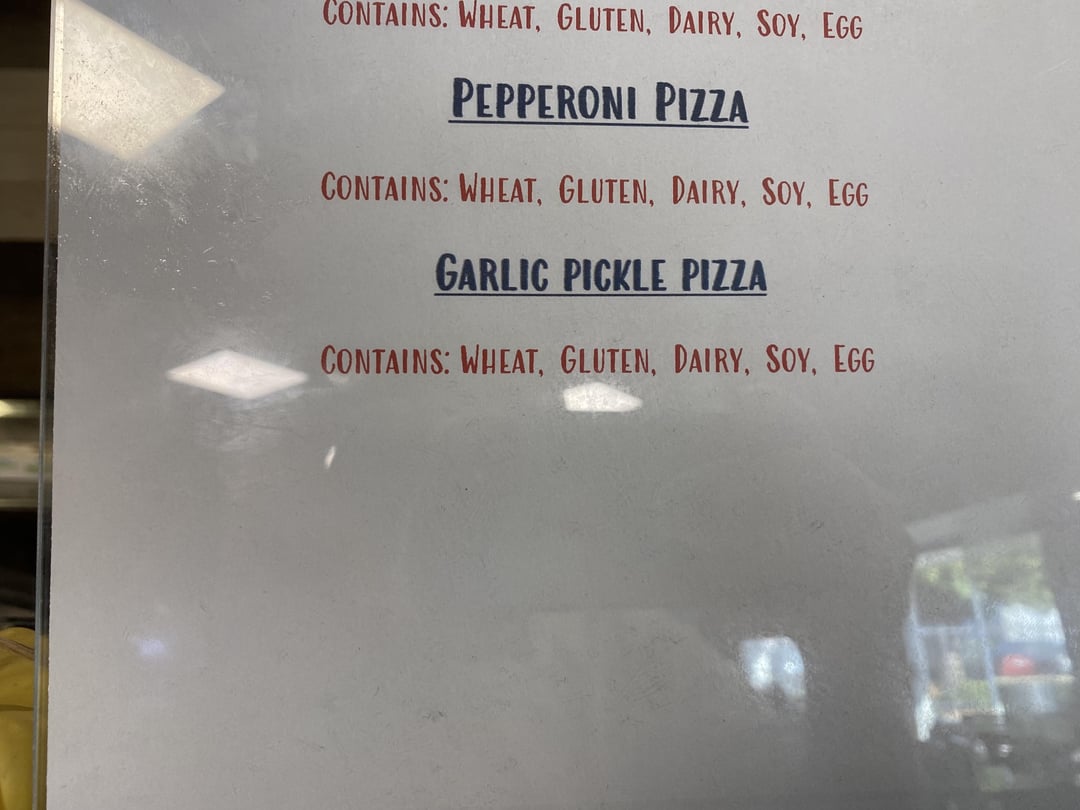 CONTAINS: WHEAT, GLUTEN, DAIRY, SOY, EGG
PEPPERONI PIZZA
CONTAINS: WHEAT, GLUTEN, DAIRY, SOY, EGG
GARLIC PICKLE PIZZA
CONTAINS: WHEAT, GLUTEN, DAIRY, SOY, EGG